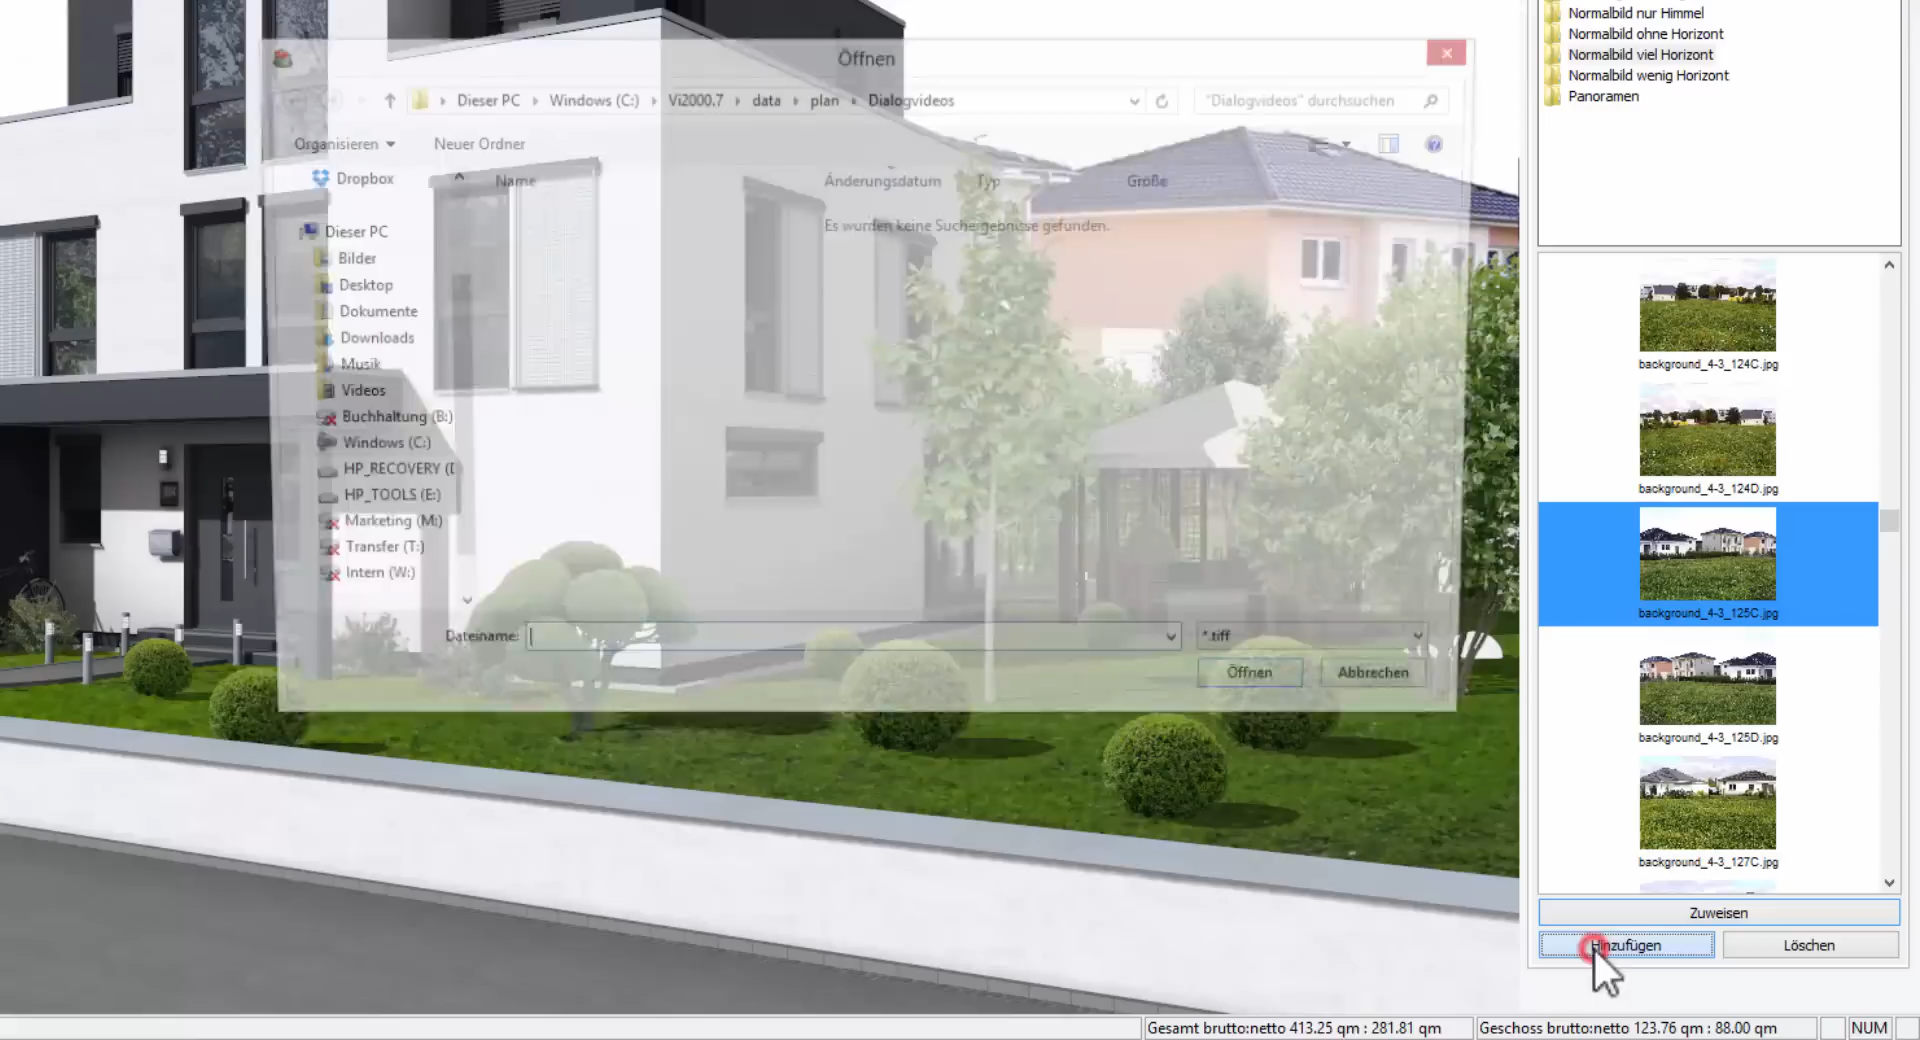 Öffnen
Dieser PC Windows (C:) Vi2000.7 data plan Dialogvideos
"Dialogvideos" durchsuchen
Organisieren Neuer Ordner
Name Änderungsdatum Typ Größe
Es wurden keine Suchergebnisse gefunden.
Dropbox
Dieser PC
Bilder
Desktop
Dokumente
Downloads
Musik
Videos
Buchhaltung (B:)
Windows (C:)
HP_RECOVERY (D
HP_TOOLS (E:)
Marketing (M:)
Transfer (T:)
Intern (W:)
Dateiname:
*.tiff
Öffnen Abbrechen
Normalbild nur Himmel
Normalbild ohne Horizont
Normalbild viel Horizont
Normalbild wenig Horizont
Panoramen
background_4-3_124C.jpg
background_4-3_124D.jpg
background_4-3_125C.jpg
background_4-3_125D.jpg
background_4-3_127C.jpg
Zuweisen
Hinzufügen Löschen
Gesamt brutto:netto 413.25 qm : 281.81 qm
Geschoss brutto:netto 123.76 qm : 88.00 qm
NUM